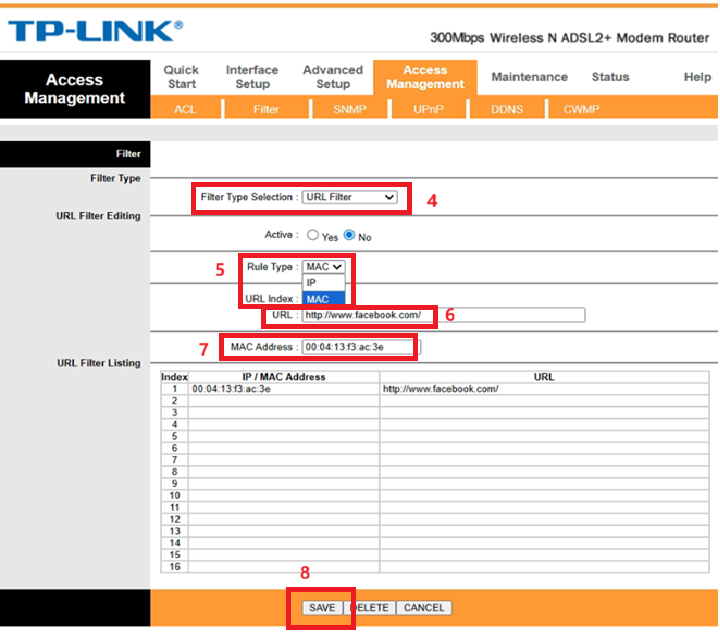 TP-LINK®
300Mbps Wireless N ADSL2+ Modem Router
Access Management
Quick Start
Interface Setup
Advanced Setup
Access Management
Maintenance
Status
Help
ACL
Filter
SNMP
UPnP
DDNS
CWMP
Filter
Filter Type
Filter Type Selection : URL Filter
4
URL Filter Editing
Active : Yes No
5
Rule Type : MAC
IP
URL Index : MAC
URL : http://www.facebook.com/
6
7
MAC Address : 00:04:13:f3:ac:3e
URL Filter Listing
Index IP / MAC Address URL
1 00:04:13:f3:ac:3e http://www.facebook.com/
2
3
4
5
6
7
8
9
10
11
12
13
14
15
16
8
SAVE DELETE CANCEL